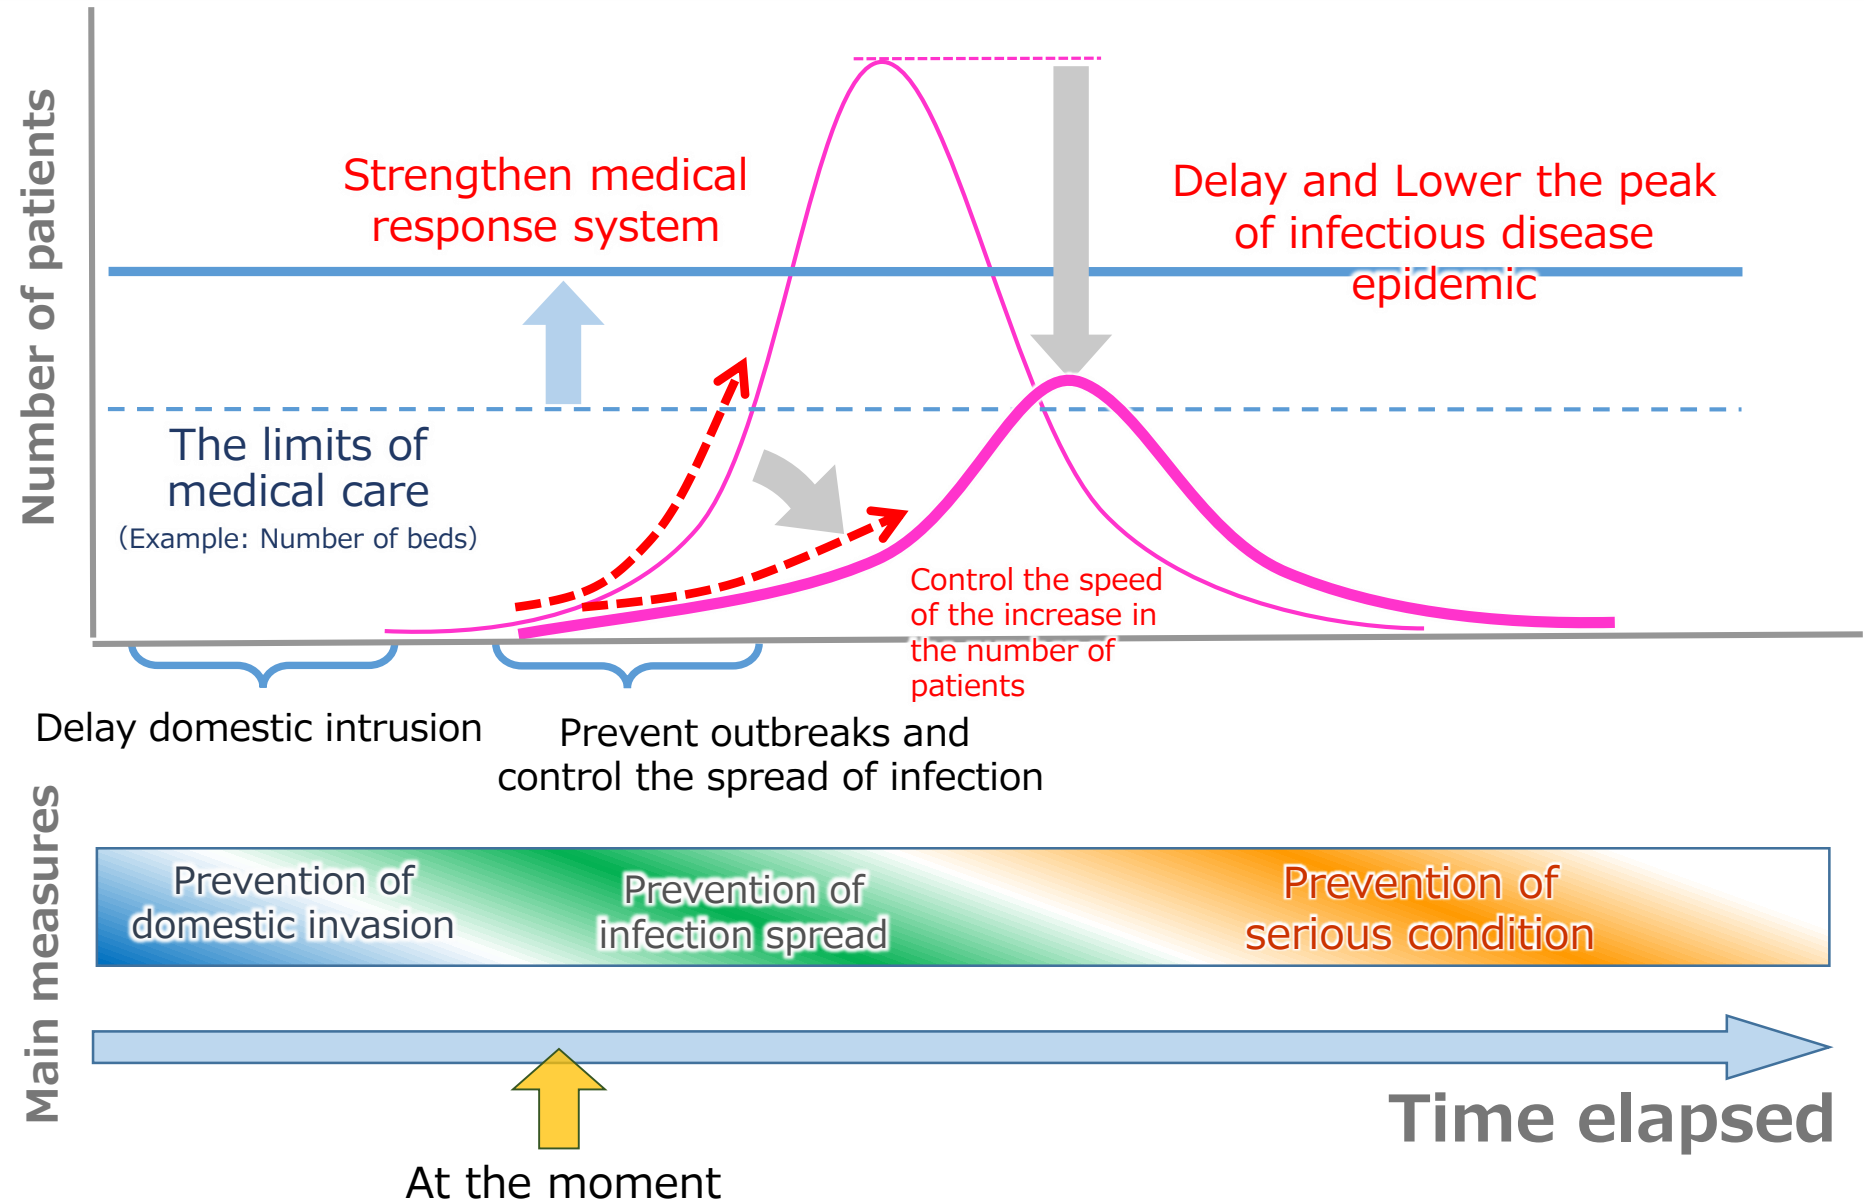 Number of patients
Strengthen medical
response system
Delay and Lower the peak
of infectious disease
epidemic
The limits of
medical care
（Example: Number of beds）
Control the speed
of the increase in
the number of
patients
Delay domestic intrusion
Prevent outbreaks and
control the spread of infection
Main measures
Prevention of
domestic invasion
Prevention of
infection spread
Prevention of
serious condition
Time elapsed
At the moment